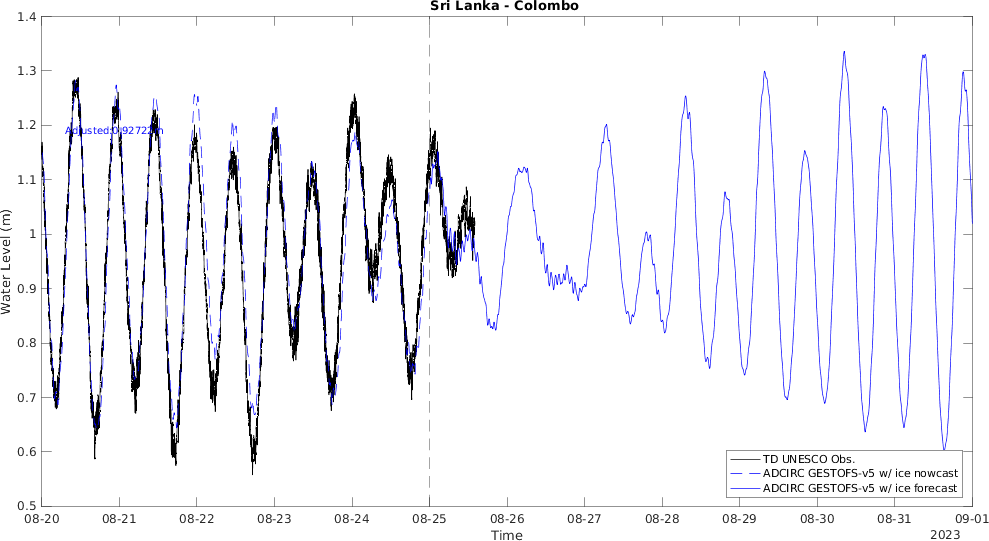 Sri Lanka - Colombo
1.4
1.3
1.2
1.1
1
0.9
0.8
0.7
0.6
0.5
Water Level (m)
Adjusted:0.92722m
TD UNESCO Obs.
ADCIRC GESTOFS-v5 w/ ice nowcast
ADCIRC GESTOFS-v5 w/ ice forecast
08-20 08-21 08-22 08-23 08-24 08-25 08-26 08-27 08-28 08-29 08-30 08-31 09-01
Time
2023